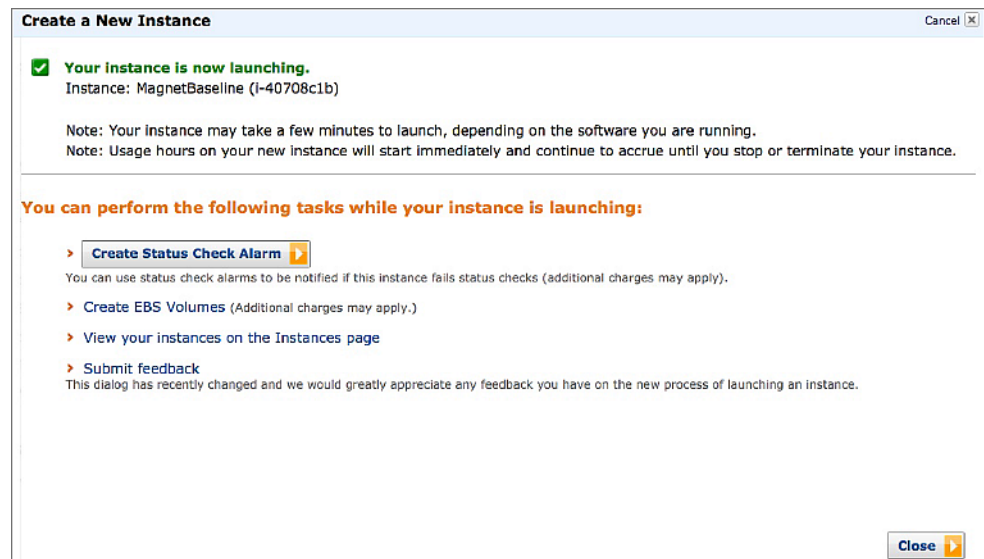 Create a New Instance
Cancel
Your instance is now launching.
Instance: MagnetBaseline (i-40708c1b)
Note: Your instance may take a few minutes to launch, depending on the software you are running.
Note: Usage hours on your new instance will start immediately and continue to accrue until you stop or terminate your instance.
You can perform the following tasks while your instance is launching:
Create Status Check Alarm
You can use status check alarms to be notified if this instance fails status checks (additional charges may apply).
Create EBS Volumes (Additional charges may apply.)
View your instances on the Instances page
Submit feedback
This dialog has recently changed and we would greatly appreciate any feedback you have on the new process of launching an instance.
Close